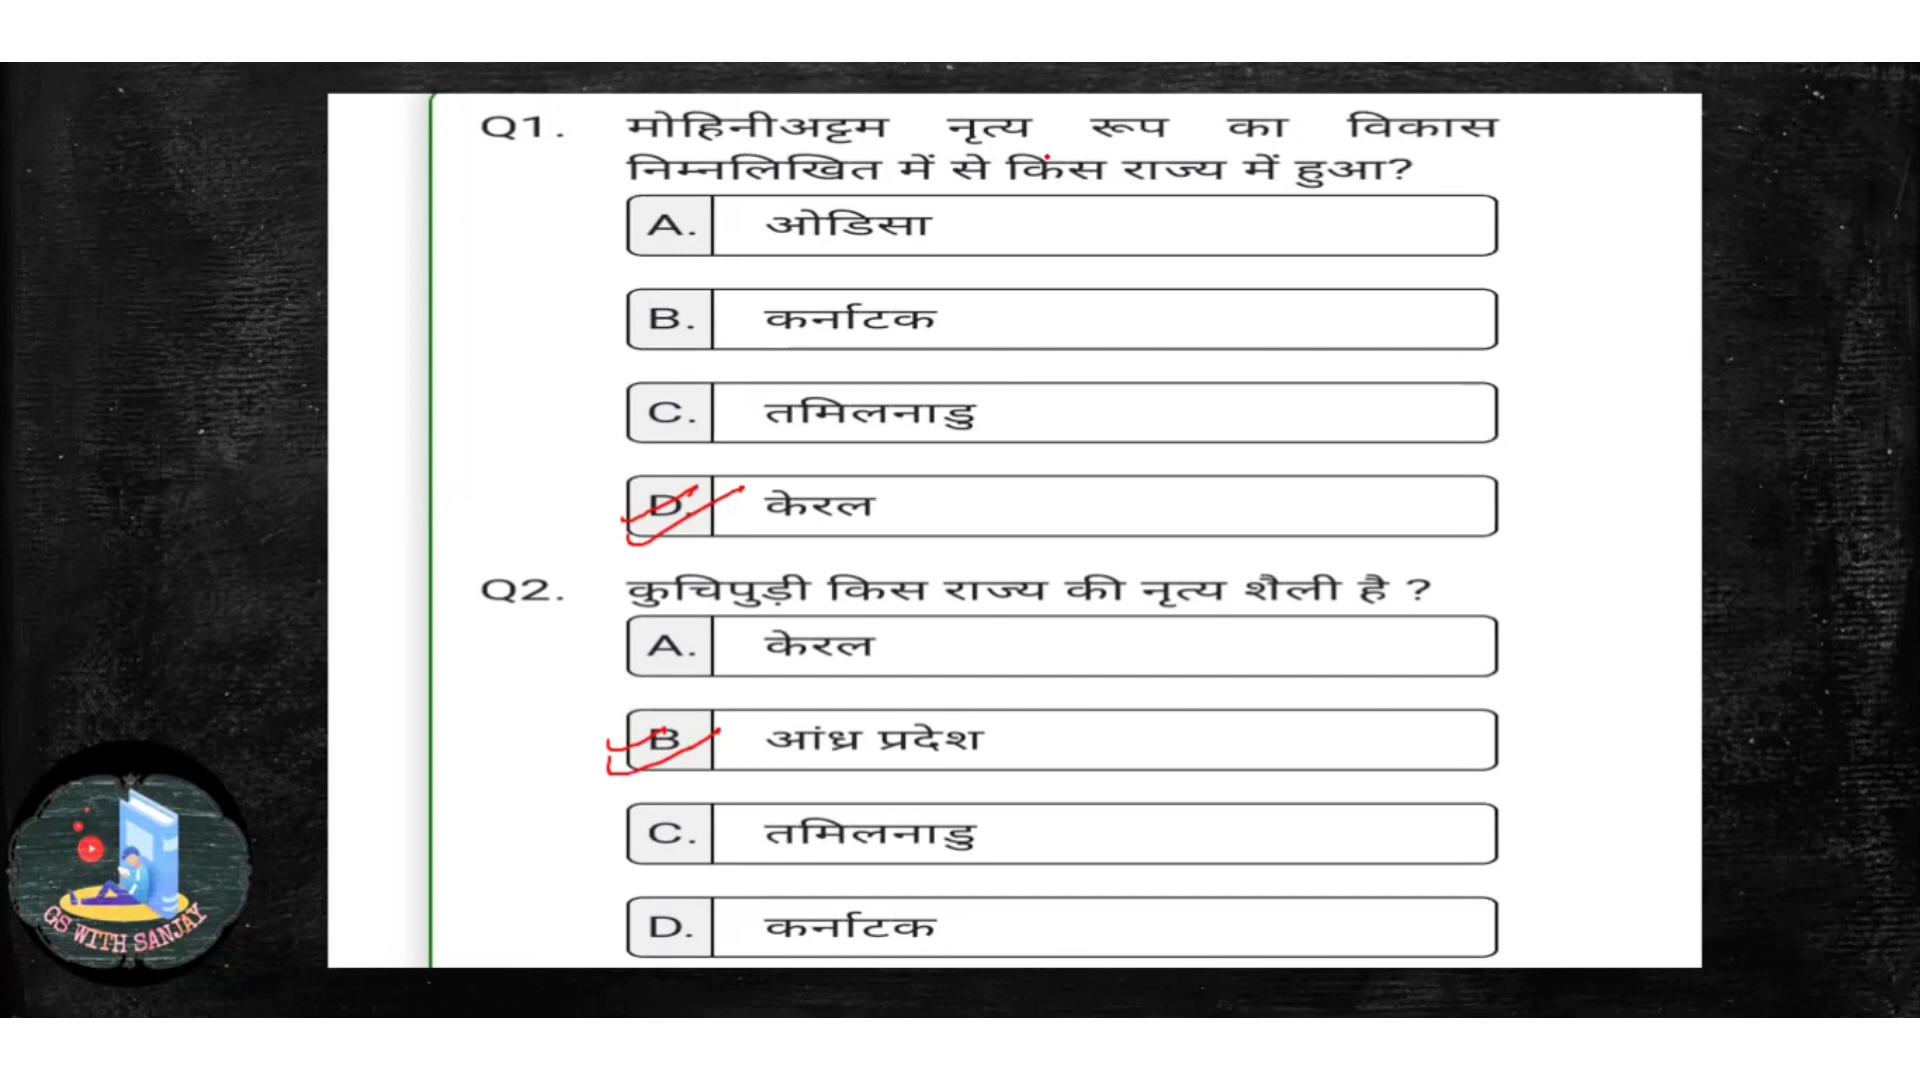 Q1. मोहिनीअट्टम नृत्य रूप का विकास
निम्नलिखित में से किस राज्य में हुआ?
A. ओडिसा
B. कर्नाटक
C. तमिलनाडु
D. केरल
Q2. कुचिपुड़ी किस राज्य की नृत्य शैली है ?
A. केरल
B आंध्र प्रदेश
C. तमिलनाडु
D. कर्नाटक
GS WITH SANJAY